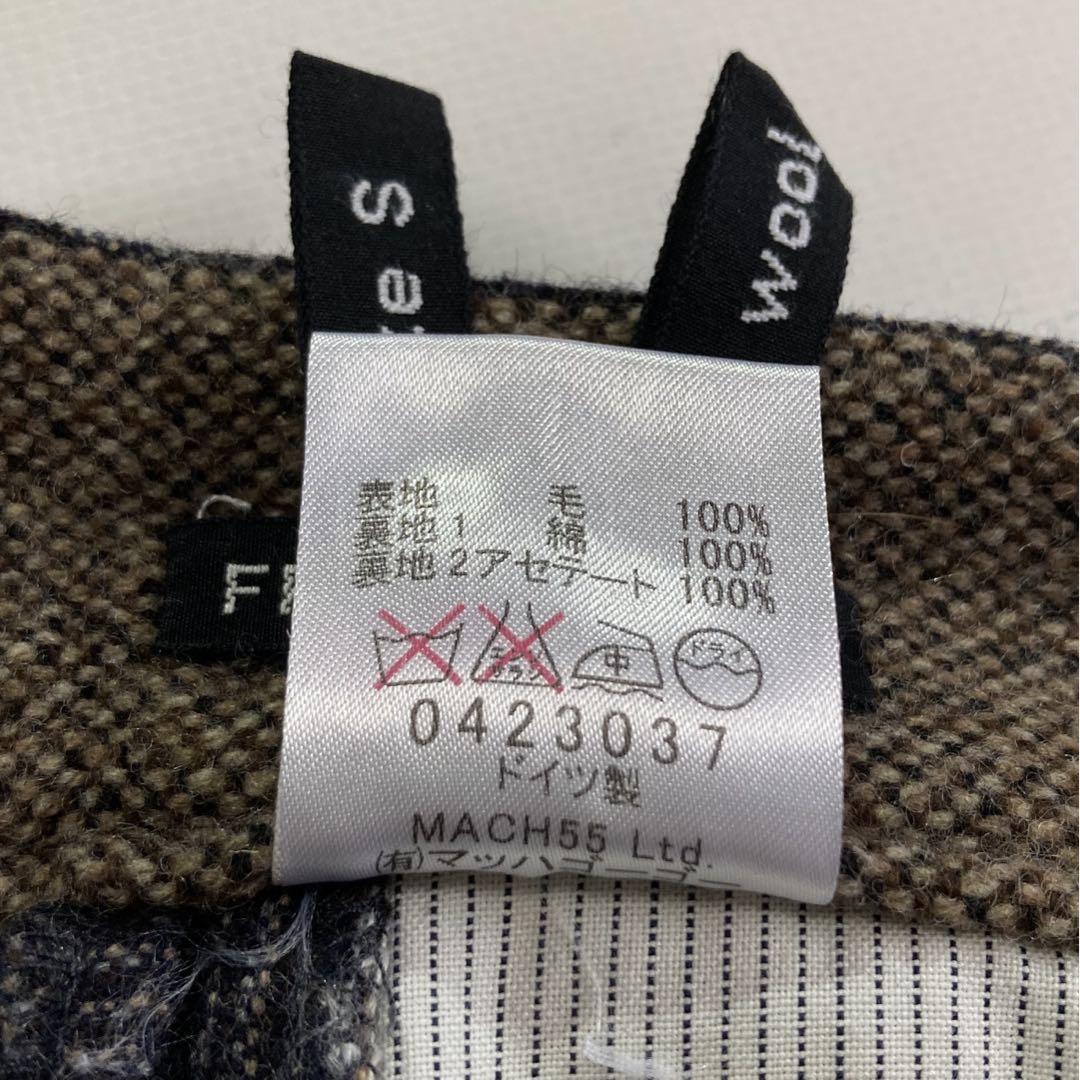 te S
Wool
F
表地 毛 100%
裏地1 綿 100%
裏地2アセテート 100%
中
ドライ
0423037
ドイツ製
MACH55 Ltd.
(有)マッハゴーゴー